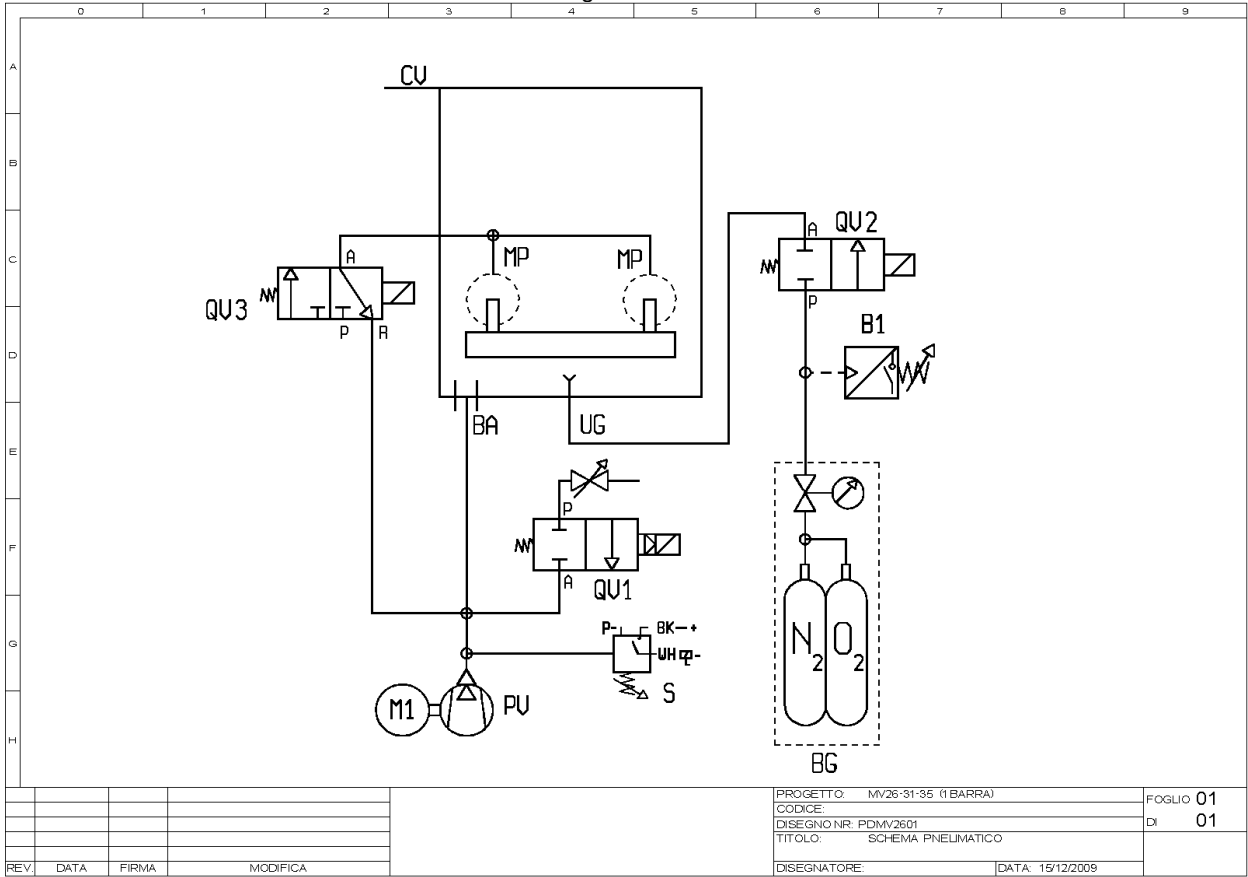 0 1 2 3 4 5 6 7 8 9
A
CV
B
A QV2
C
A MP MP
QV3
P
P R
B1
D
BA UG
E
P
F
A QV1
G
P- BK-+
WH -
N2 O2
S
M1 PV
H
BG
PROGETTO: MV26-31-35 (1 BARRA)
FOGLIO 01
CODICE:
DISEGNO NR: PDMV2601
DI 01
TITOLO: SCHEMA PNEUMATICO
REV. DATA FIRMA MODIFICA
DISEGNATORE: DATA: 15/12/2009